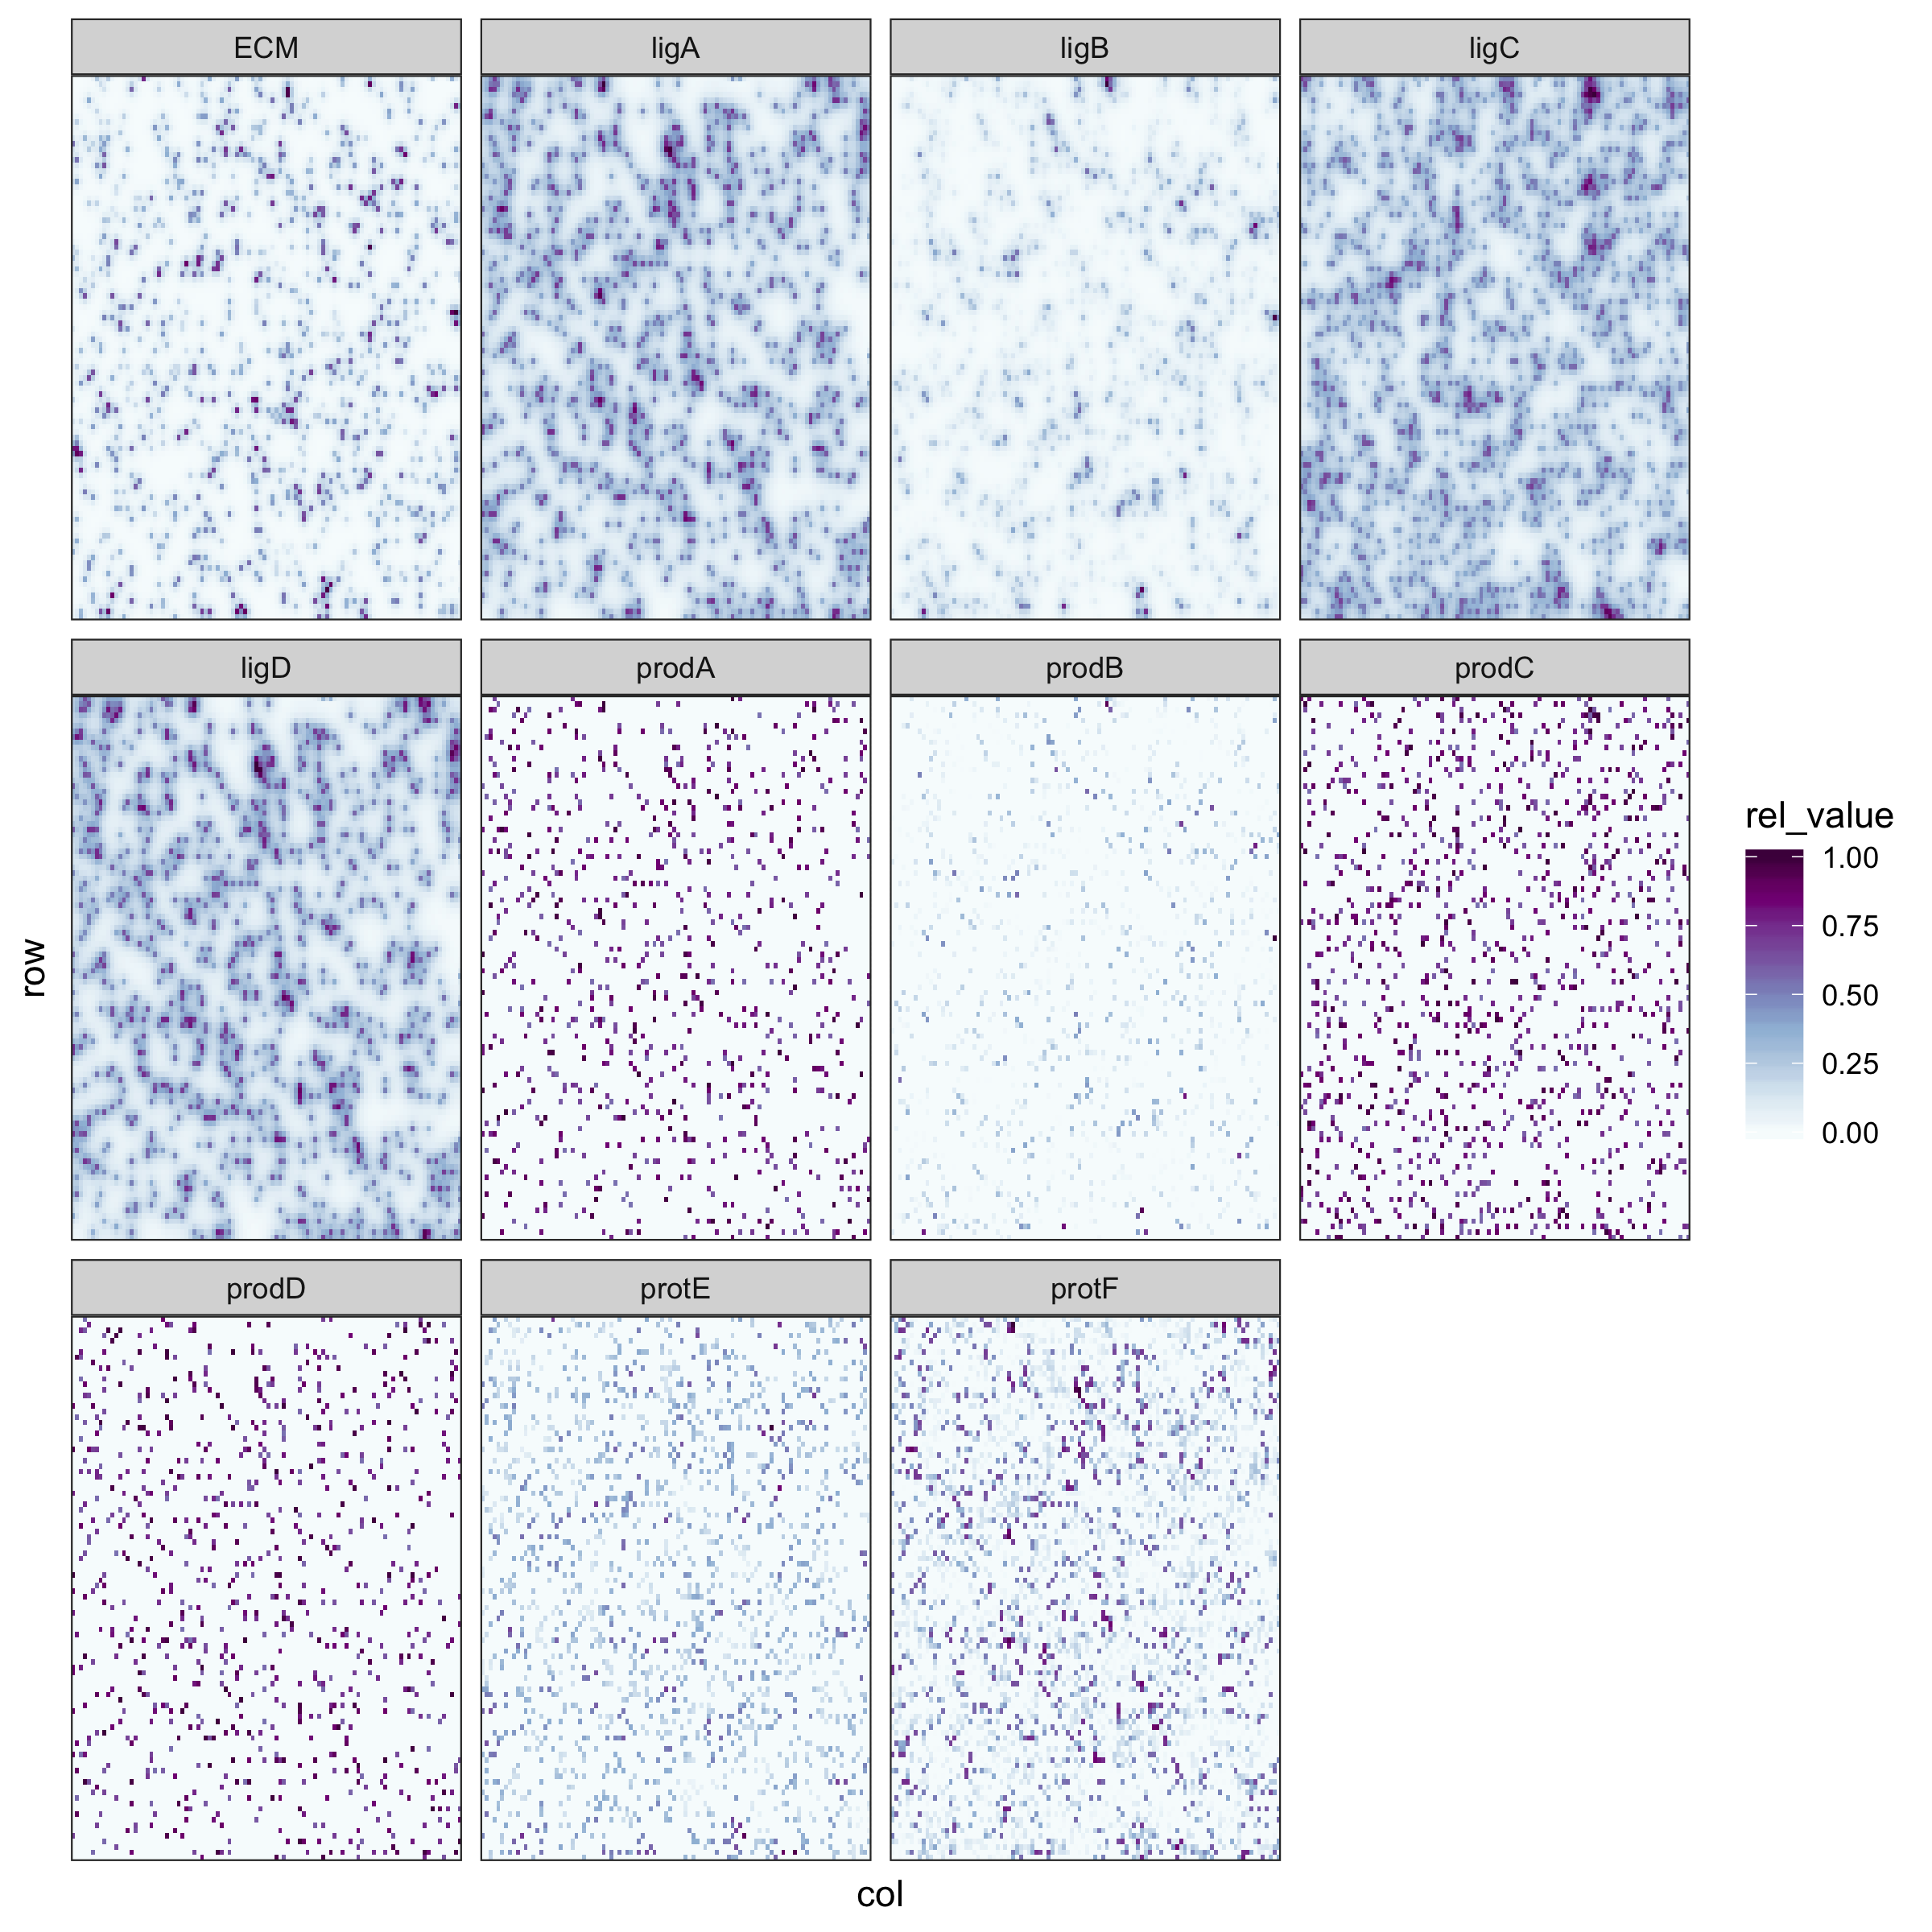 ECM
ligA
ligB
ligC
ligD
prodA
prodB
prodC
prodD
protE
protF
row
col
rel_value
1.00
0.75
0.50
0.25
0.00